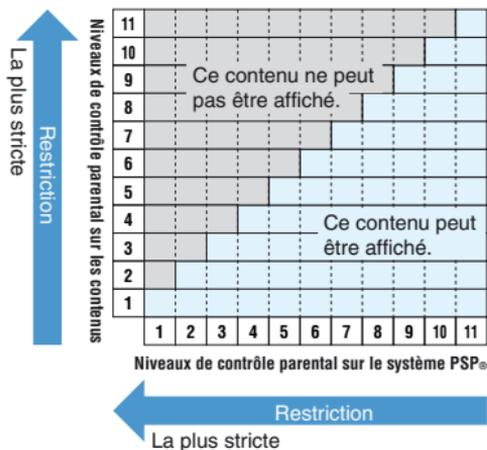 La plus stricte
Restriction
Niveaux de contrôle parental sur les contenus
11
10
9
8
7
6
5
4
3
2
1
Ce contenu ne peut
pas être affiché.
Ce contenu peut
être affiché.
1 2 3 4 5 6 7 8 9 10 11
Niveaux de contrôle parental sur le système PSP®
Restriction
La plus stricte